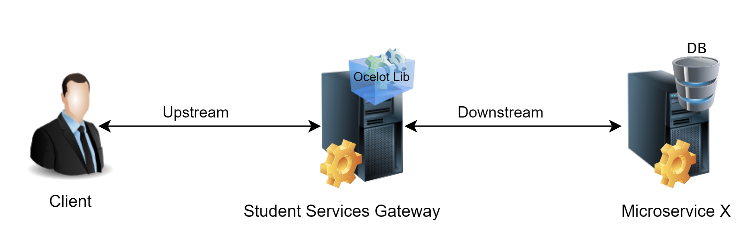 DB
Ocelot Lib
Upstream
Downstream
Client
Student Services Gateway
Microservice X